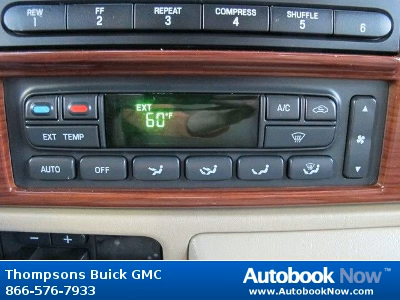 REW FF REPEAT COMPRESS SHUFFLE
1 2 3 4 5 6
EXT
60°F
A/C
EXT TEMP
AUTO OFF
Thompsons Buick GMC
866-576-7933
Autobook Now™
www.AutobookNow.com